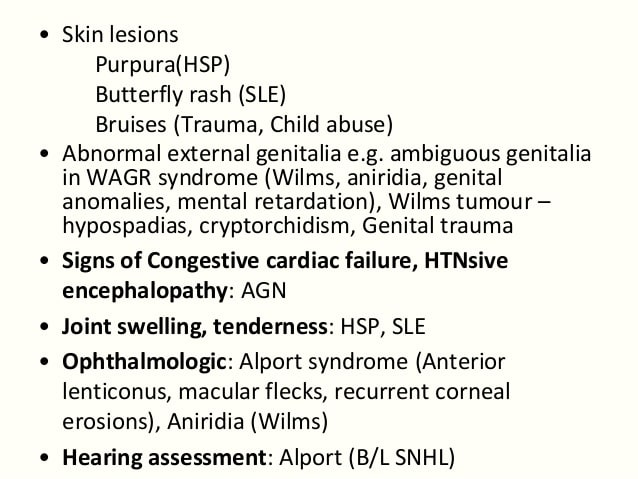 • Skin lesions
Purpura(HSP)
Butterfly rash (SLE)
Bruises (Trauma, Child abuse)
• Abnormal external genitalia e.g. ambiguous genitalia
in WAGR syndrome (Wilms, aniridia, genital
anomalies, mental retardation), Wilms tumour –
hypospadias, cryptorchidism, Genital trauma
• Signs of Congestive cardiac failure, HTNsive
encephalopathy: AGN
• Joint swelling, tenderness: HSP, SLE
• Ophthalmologic: Alport syndrome (Anterior
lenticonus, macular flecks, recurrent corneal
erosions), Aniridia (Wilms)
• Hearing assessment: Alport (B/L SNHL)